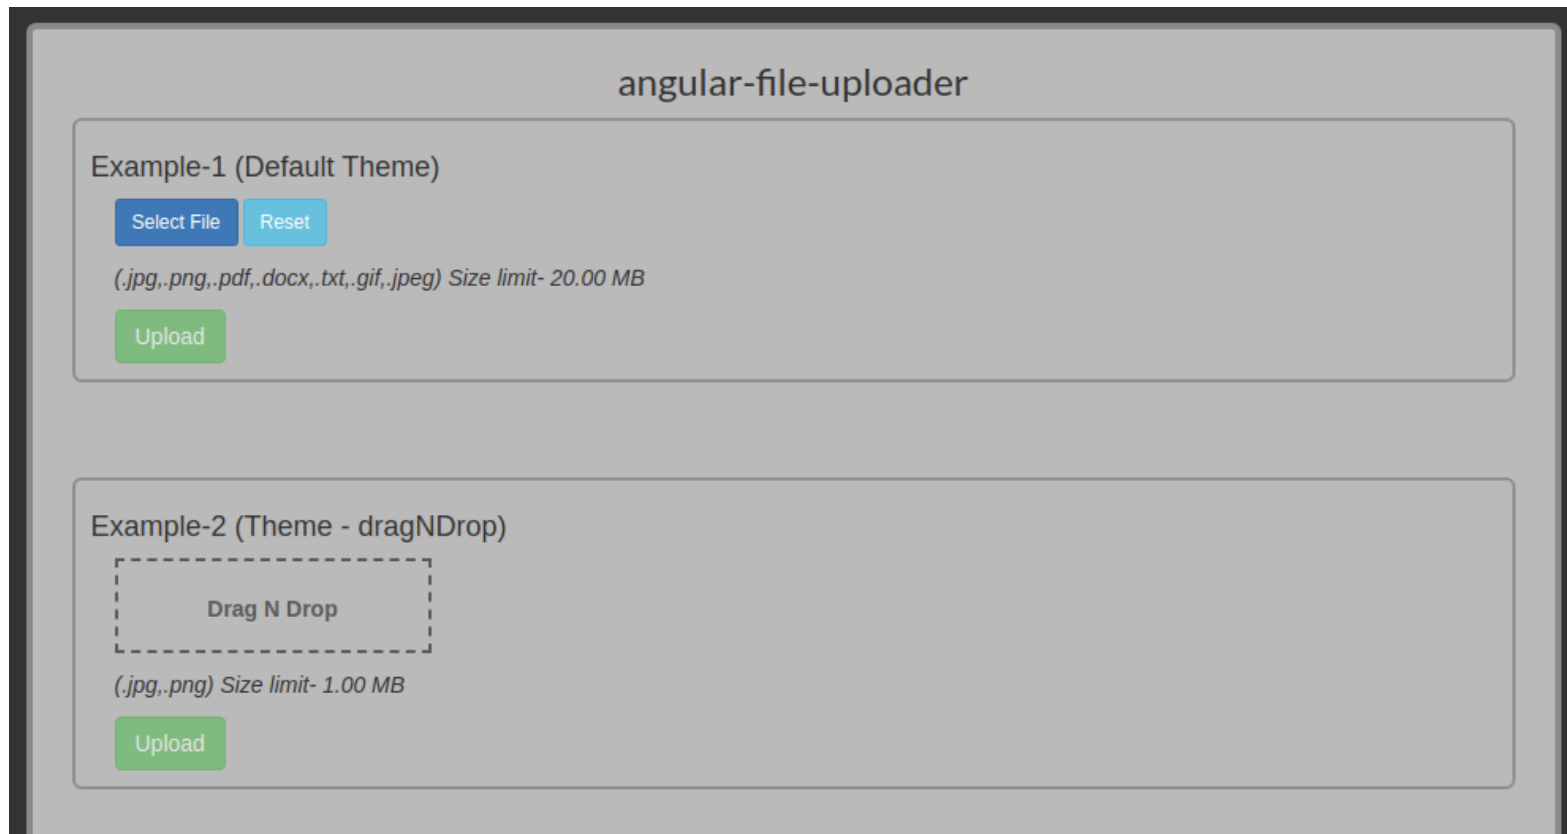 angular-file-uploader
Example-1 (Default Theme)
Select File Reset
(.jpg,.png,.pdf,.docx,.txt,.gif,.jpeg) Size limit- 20.00 MB
Upload
Example-2 (Theme - dragNDrop)
Drag N Drop
(.jpg,.png) Size limit- 1.00 MB
Upload